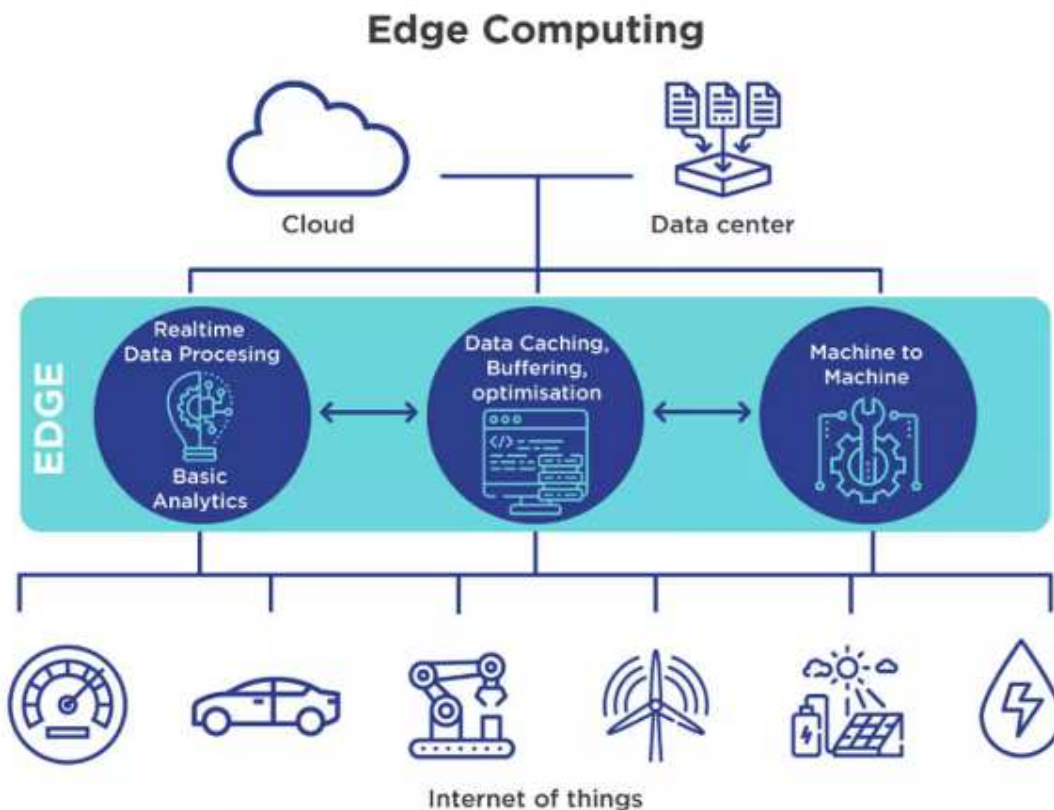 Edge Computing
Cloud
Data center
EDGE
Realtime
Data Procesing
Basic
Analytics
Data Caching,
Buffering,
optimisation
</>
Machine to
Machine
Internet of things